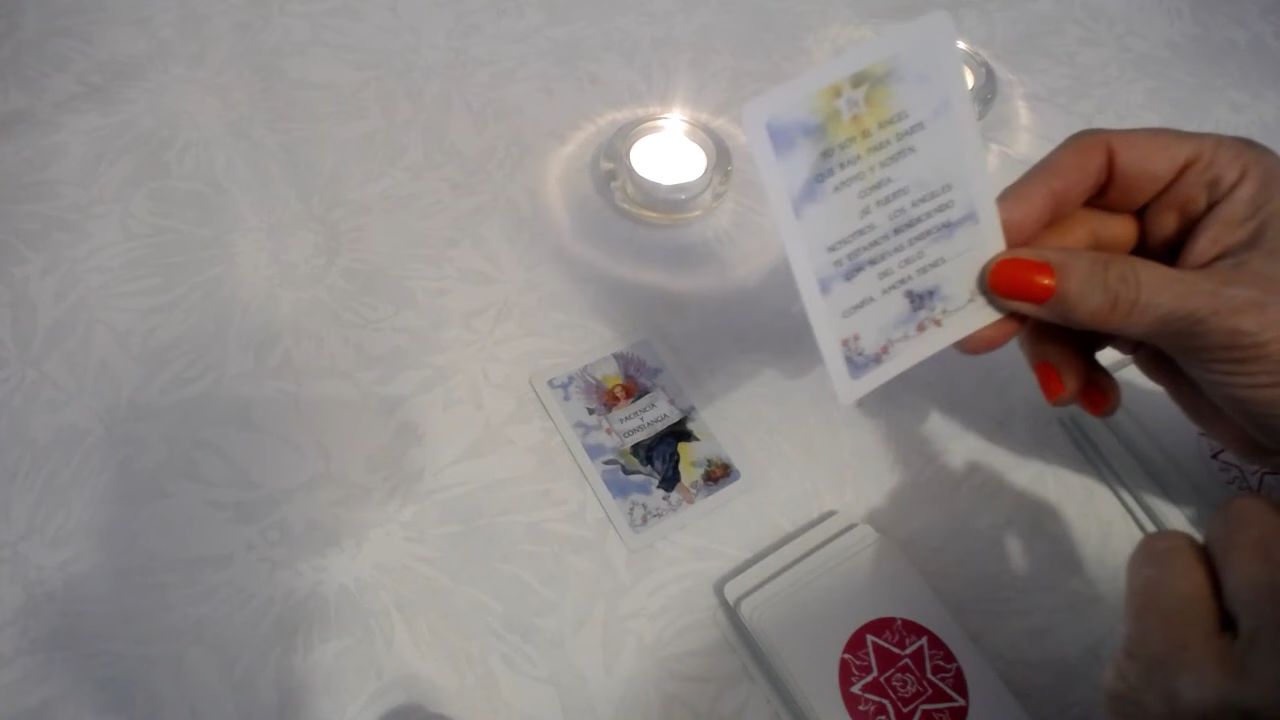 YO SOY EL ÁNGEL
QUE BAJA PARA DARTE
APOYO Y SOSTÉN.
CONFÍA.
¡SÉ FUERTE!
NOSOTROS, LOS ÁNGELES
TE ESTAMOS BENDICIENDO
CON NUEVAS ENERGÍAS
DEL CIELO.
CONFÍA. AHORA TIENES
PACIENCIA
Y
CONSTANCIA